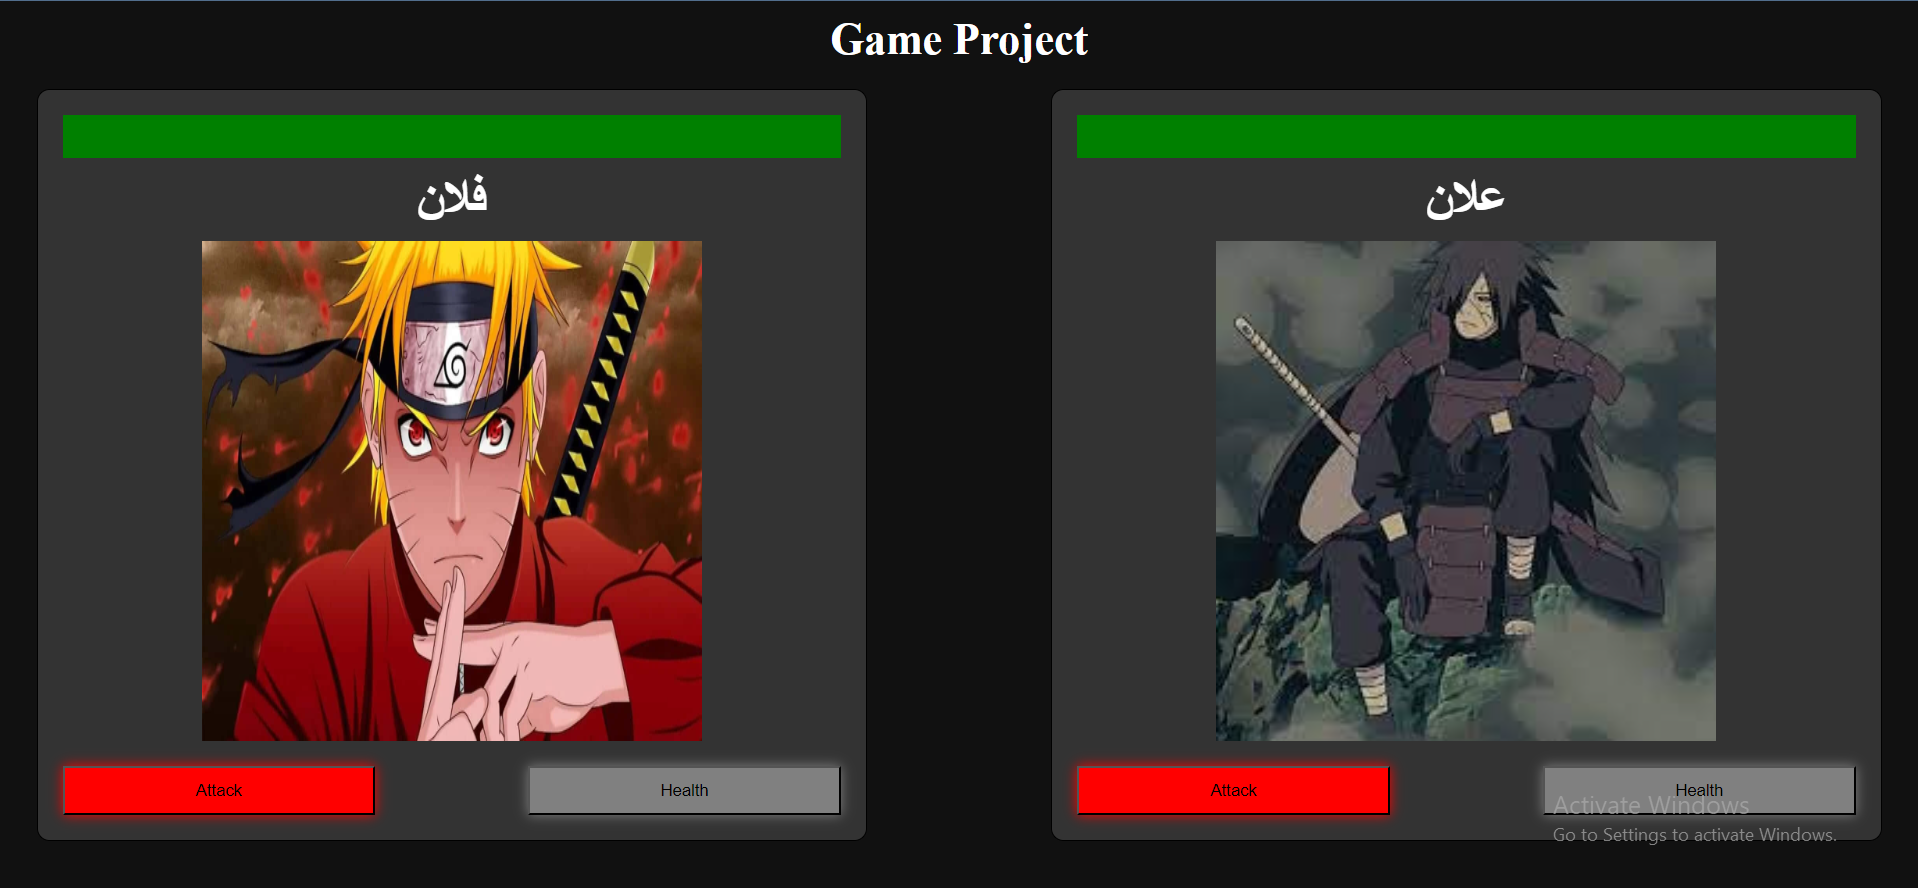 Game Project
فلان
Attack
Health
علان
Attack
Health
Activate Windows
Go to Settings to activate Windows.